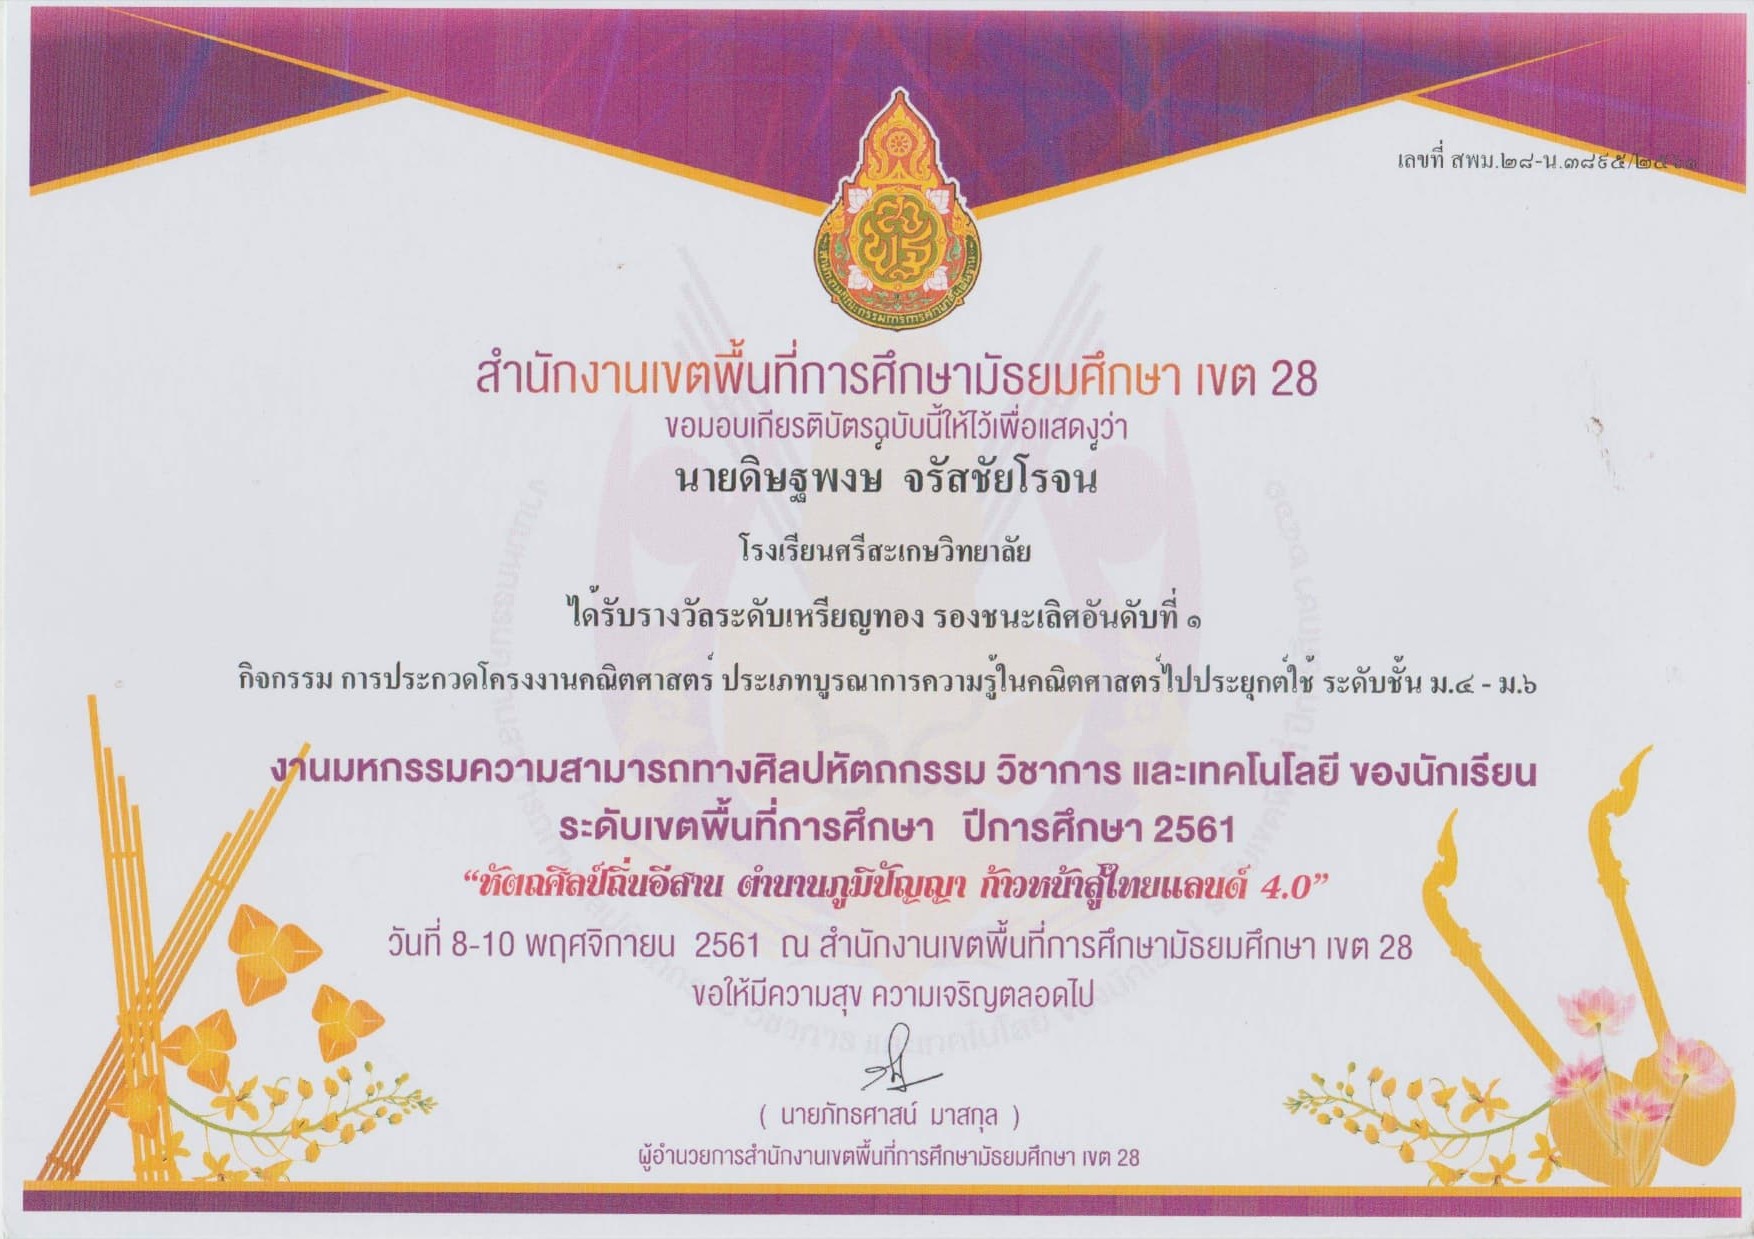 เลขที่ สพม.๒๘-น.๓๘๙๕/๒๕๖๑
สำนักงานเขตพื้นที่การศึกษามัธยมศึกษา เขต 28
ขอมอบเกียรติบัตรฉบับนี้ให้ไว้เพื่อแสดงว่า
นายดิษฐพงษ์ จรัสชัยโรจน์
โรงเรียนศรีสะเกษวิทยาลัย
ได้รับรางวัลระดับเหรียญทอง รองชนะเลิศอันดับที่ ๑
กิจกรรม การประกวดโครงงานคณิตศาสตร์ ประเภทบูรณาการความรู้ในคณิตศาสตร์ไปประยุกต์ใช้ ระดับชั้น ม.๔ - ม.๖
งานมหกรรมความสามารถทางศิลปหัตถกรรม วิชาการ และเทคโนโลยี ของนักเรียน
ระดับเขตพื้นที่การศึกษา ปีการศึกษา 2561
“หัตถศิลป์ถิ่นอีสาน ตำนานภูมิปัญญา ก้าวหน้าสู่ไทยแลนด์ 4.0”
วันที่ 8-10 พฤศจิกายน 2561 ณ สำนักงานเขตพื้นที่การศึกษามัธยมศึกษา เขต 28
ขอให้มีความสุข ความเจริญตลอดไป
( นายภัทรศาสน์ มาสกุล )
ผู้อำนวยการสำนักงานเขตพื้นที่การศึกษามัธยมศึกษา เขต 28